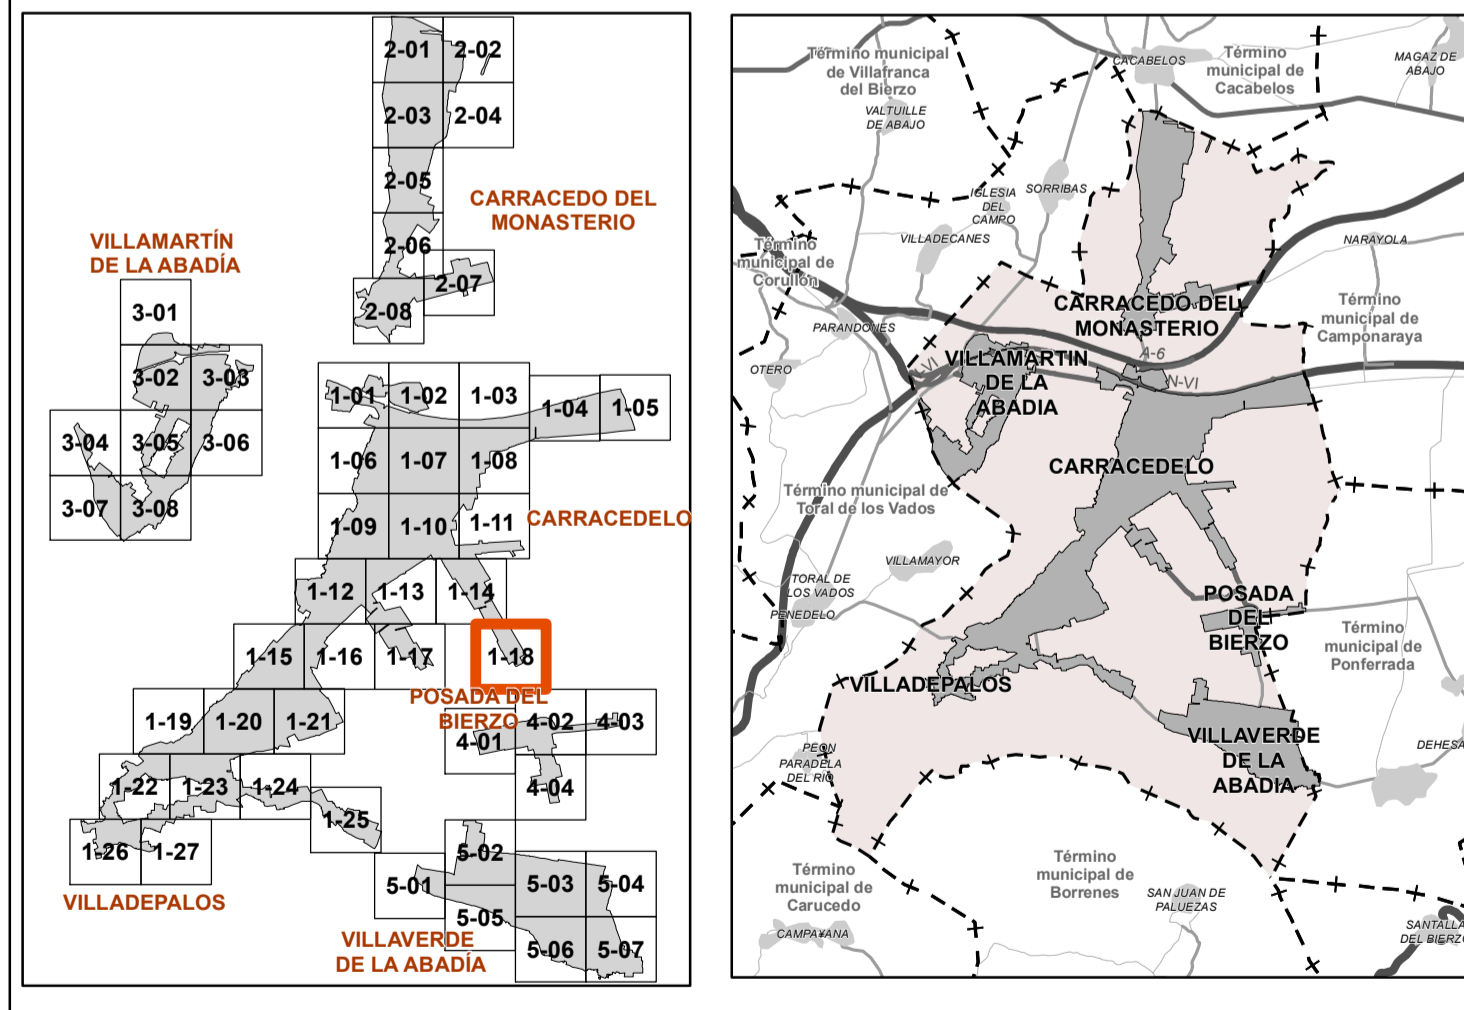 2-01
2-02
2-03
2-04
2-05
CARRACEDO DEL
MONASTERIO
2-06
2-07
2-08
VILLAMARTÍN
DE LA ABADÍA
3-01
3-02
3-03
3-04
3-05
3-06
3-07
3-08
1-01
1-02
1-03
1-04
1-05
1-06
1-07
1-08
1-09
1-10
1-11
CARRACEDELO
1-12
1-13
1-14
1-15
1-16
1-17
1-18
POSADA DEL
BIERZO
1-19
1-20
1-21
4-01
4-02
4-03
4-04
1-22
1-23
1-24
1-25
1-26
1-27
VILLADEPALOS
5-01
5-02
5-03
5-04
5-05
5-06
5-07
VILLAVERDE
DE LA ABADÍA
Término municipal
de Villafranca
del Bierzo
CACABELOS
Término
municipal de
Cacabelos
MAGAZ DE
ABAJO
VALTUILLE
DE ABAJO
IGLESIA
DEL
CAMPO
SORRIBAS
VILLADECANES
Término
municipal de
Corullón
NARAYOLA
CARRACEDO DEL
MONASTERIO
Término
municipal de
Camponaraya
PARANDONES
OTERO
A-6
N-VI
VILLAMARTIN
DE LA
ABADIA
N-VI
CARRACEDELO
Término municipal de
Toral de los Vados
VILLAMAYOR
TORAL DE
LOS VADOS
PENEDELO
POSADA
DEL
BIERZO
Término
municipal de
Ponferrada
VILLADEPALOS
VILLAVERDE
DE LA
ABADIA
PEON
PARADELA
DEL RÍO
DEHESA
Término
municipal de
Carucedo
Término
municipal de
Borrenes
SAN JUAN DE
PALUEZAS
CAMPA¥ANA
SANTALLA
DEL BIERZO